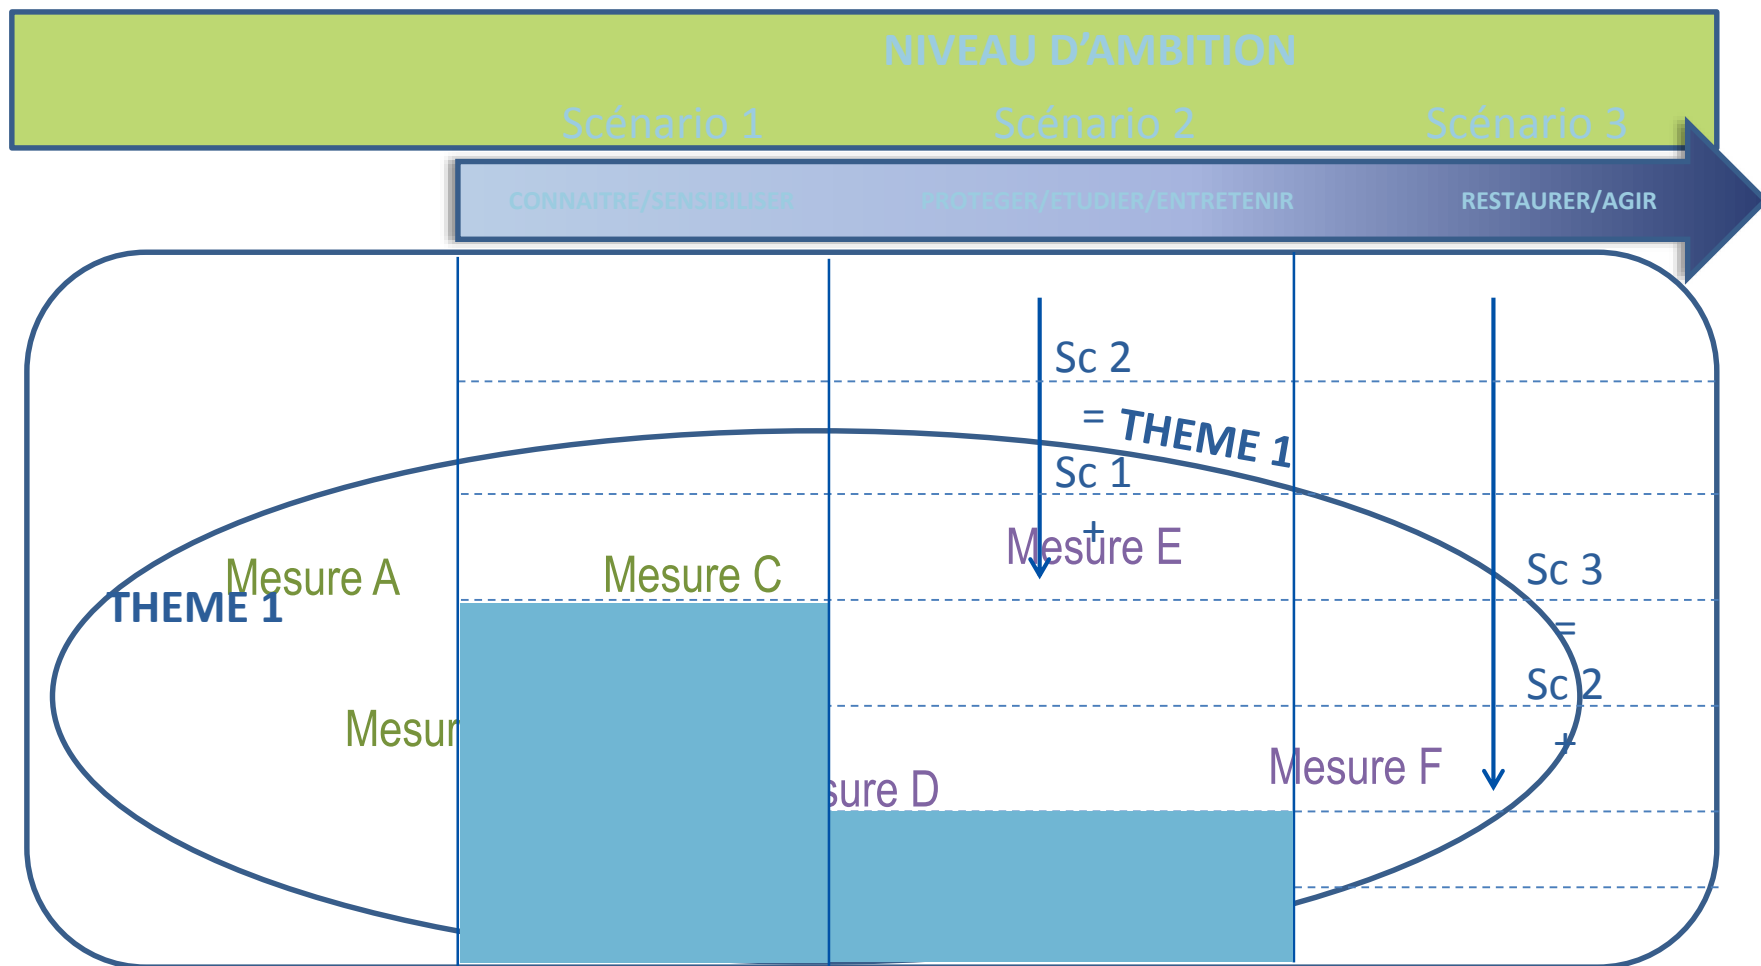 NIVEAU D'AMBITION
Scénario 1 Scénario 2 Scénario 3
CONNAITRE/SENSIBILISER PROTEGER/ETUDIER/ENTRETENIR RESTAURER/AGIR
Sc 2
= THEME 1
Sc 1
+
Mesure E
Mesure A
Mesure C
THEME 1
Sc 3
=
Sc 2
+
Mesur
sure D
Mesure F